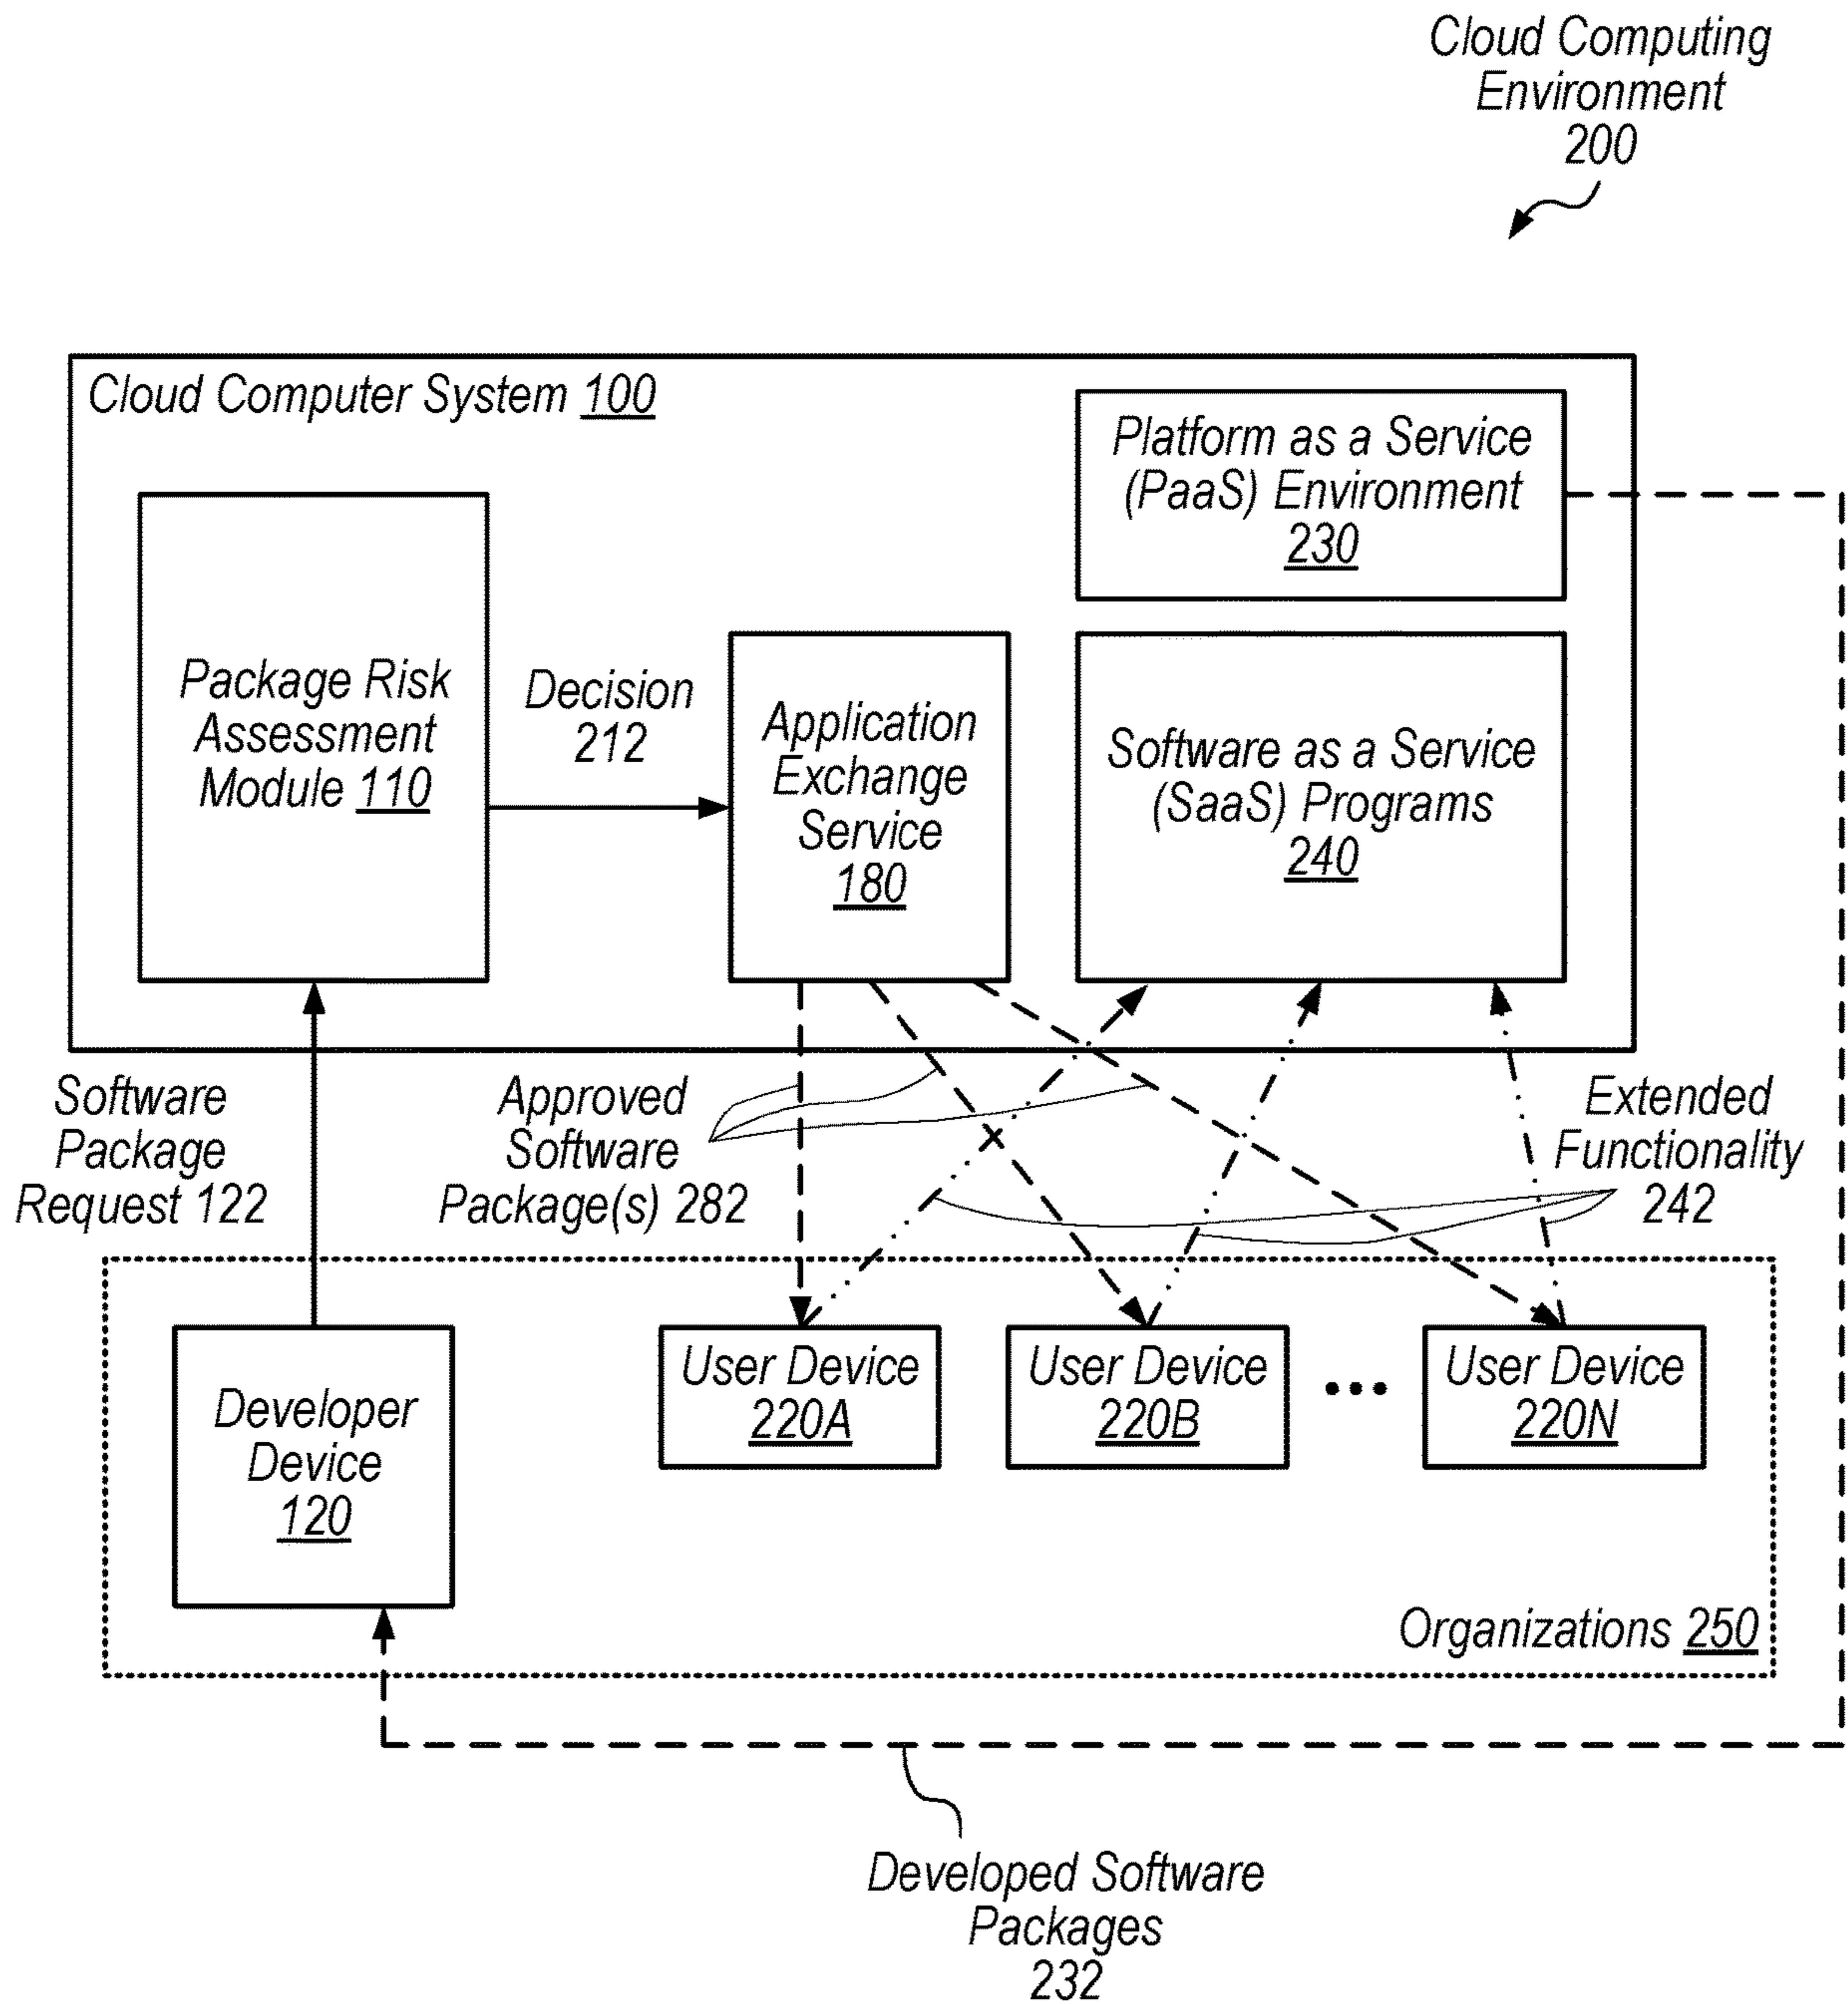 Cloud Computing
Environment
200
Cloud Computer System 100
Platform as a Service
(PaaS) Environment
230
Package Risk
Assessment
Module 110
Decision
212
Application
Exchange
Service
180
Software as a Service
(SaaS) Programs
240
Software
Package
Request 122
Approved
Software
Package(s) 282
Extended
Functionality
242
Developer
Device
120
User Device
220A
User Device
220B
User Device
220N
Organizations 250
Developed Software
Packages
232